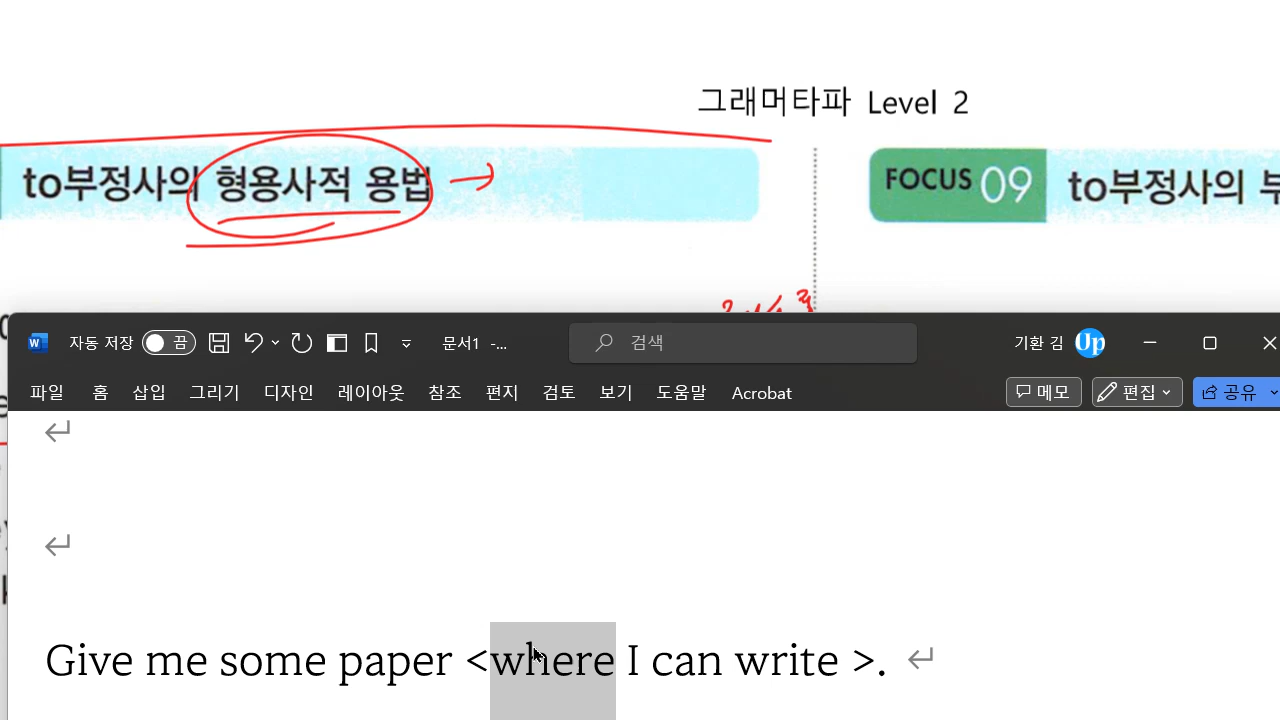 그래머타파 Level 2
to부정사의 형용사적 용법
FOCUS 09 to부정사의
자동 저장 끔 문서1 -... 검색 기환 김 Up
파일 홈 삽입 그리기 디자인 레이아웃 참조 편지 검토 보기 도움말 Acrobat 메모 편집 공유
Give me some paper <where I can write >.